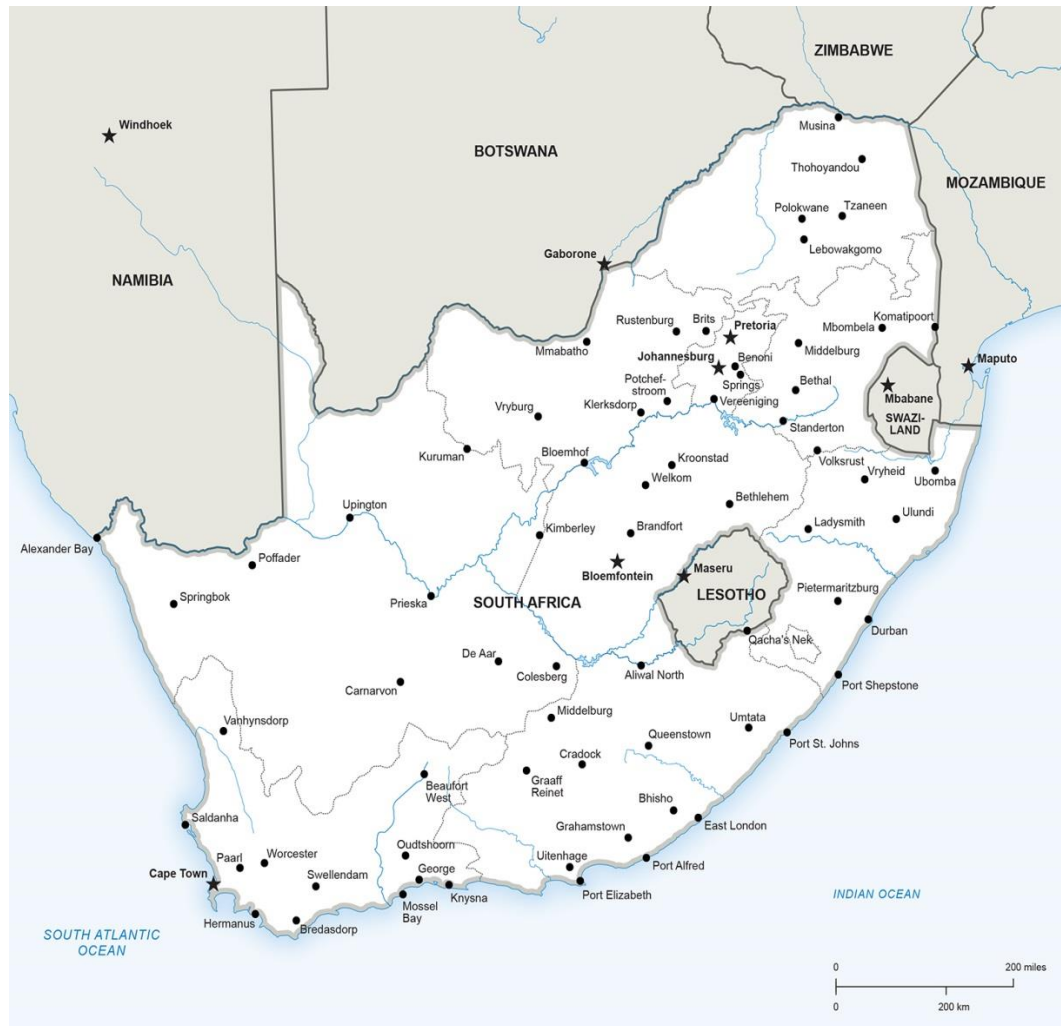 ZIMBABWE
Windhoek
Musina
BOTSWANA
Thohoyandou
MOZAMBIQUE
Polokwane
Tzaneen
Lebowakgomo
Gaborone
NAMIBIA
Komatipoort
Rustenburg
Brits
Pretoria
Mbombela
Mmabatho
Johannesburg
Benoni
Middelburg
Maputo
Potchef-
stroom
Springs
Bethal
Mbabane
Klerksdorp
Vereeniging
SWAZI-
LAND
Vryburg
Standerton
Kuruman
Bloemhof
Kroonstad
Volksrust
Vryheid
Ubomba
Welkom
Upington
Bethlehem
Ulundi
Kimberley
Brandfort
Ladysmith
Alexander Bay
Poffader
Bloemfontein
Maseru
LESOTHO
Pietermaritzburg
Springbok
Prieska
SOUTH AFRICA
Durban
Qacha's Nek
De Aar
Colesberg
Aliwal North
Port Shepstone
Carnarvon
Vanhynsdorp
Middelburg
Umtata
Queenstown
Port St. Johns
Cradock
Beaufort
West
Graaff
Reinet
Bhisho
Saldanha
East London
Grahamstown
Oudtshoorn
Paarl
Worcester
Uitenhage
Port Alfred
Cape Town
Swellendam
George
Knysna
Port Elizabeth
INDIAN OCEAN
Mossel
Bay
Hermanus
Bredasdorp
SOUTH ATLANTIC
OCEAN
0
200 miles
0
200 km